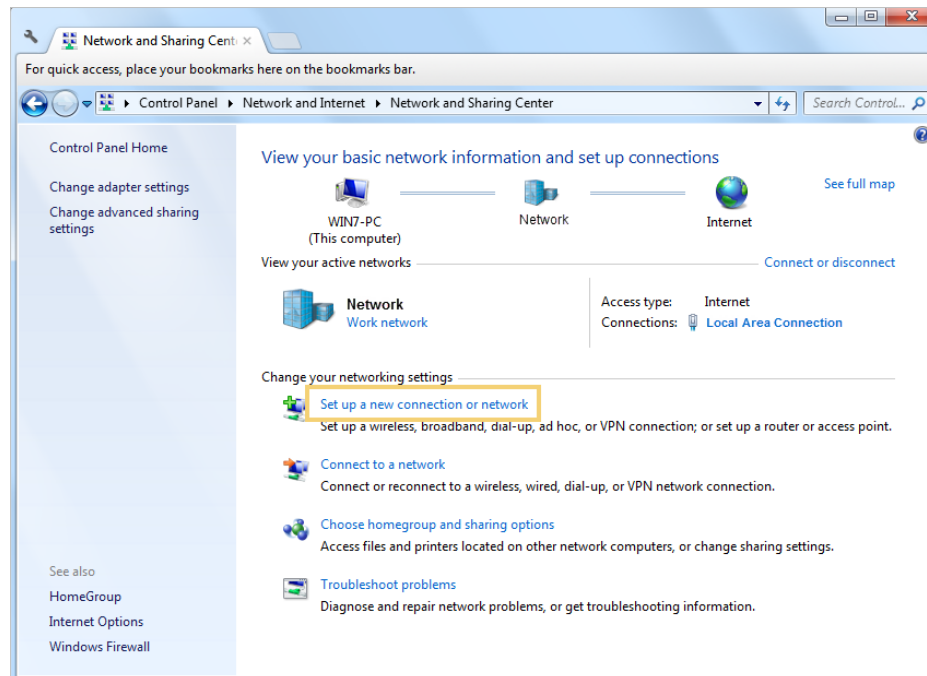 Network and Sharing Cent
For quick access, place your bookmarks here on the bookmarks bar.
Control Panel ▸ Network and Internet ▸ Network and Sharing Center
Search Control...
Control Panel Home
Change adapter settings
Change advanced sharing
settings
View your basic network information and set up connections
See full map
WIN7-PC
(This computer)
Network
Internet
View your active networks
Connect or disconnect
Network
Work network
Access type: Internet
Connections: Local Area Connection
Change your networking settings
Set up a new connection or network
Set up a wireless, broadband, dial-up, ad hoc, or VPN connection; or set up a router or access point.
Connect to a network
Connect or reconnect to a wireless, wired, dial-up, or VPN network connection.
Choose homegroup and sharing options
Access files and printers located on other network computers, or change sharing settings.
Troubleshoot problems
Diagnose and repair network problems, or get troubleshooting information.
See also
HomeGroup
Internet Options
Windows Firewall